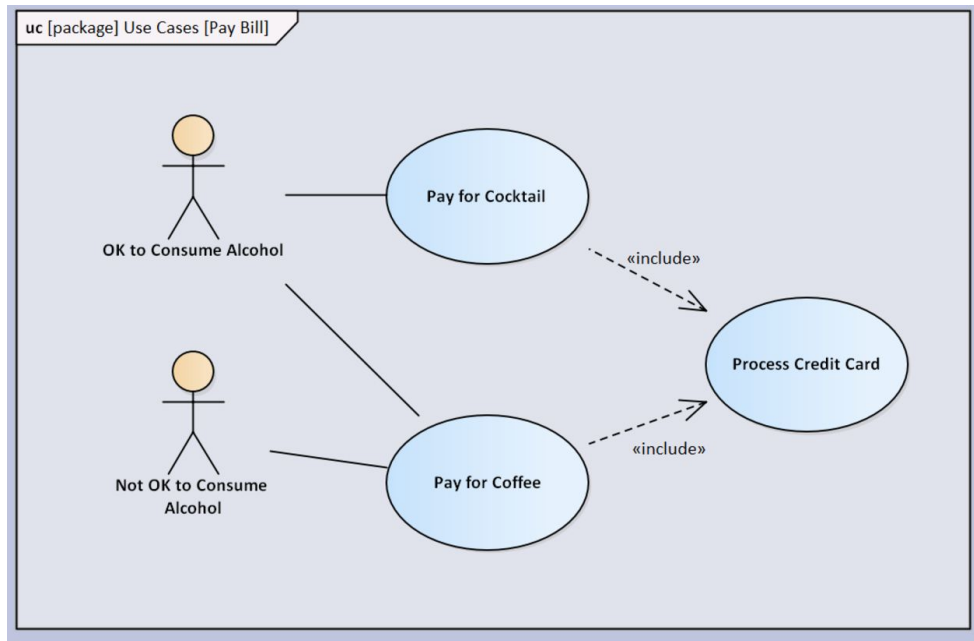 uc [package] Use Cases [Pay Bill]
OK to Consume Alcohol
Pay for Cocktail
«include»
Process Credit Card
Not OK to Consume
Alcohol
Pay for Coffee
«include»